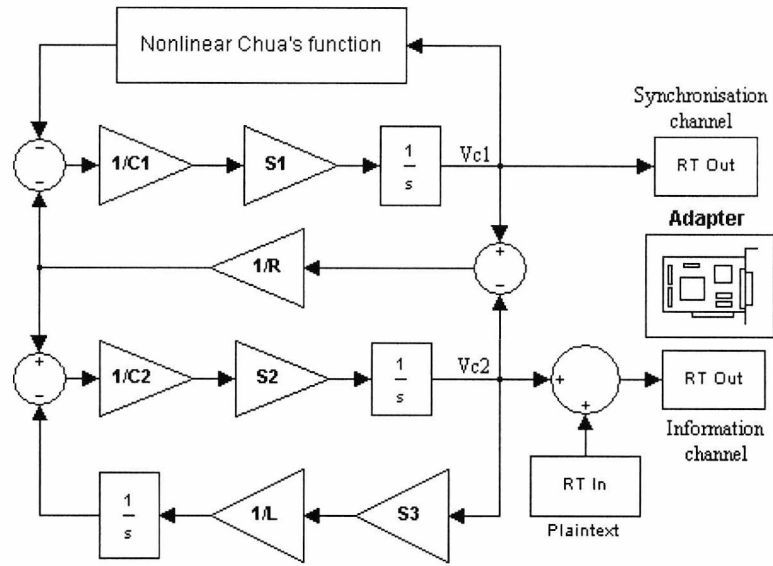 Nonlinear Chua's function
Synchronisation
channel
-
-
1/C1
S1
1
s
Vc1
RT Out
Adapter
1/R
+
-
+
-
1/C2
S2
1
s
Vc2
+
+
RT Out
Information
channel
1
s
1/L
S3
RT In
Plaintext